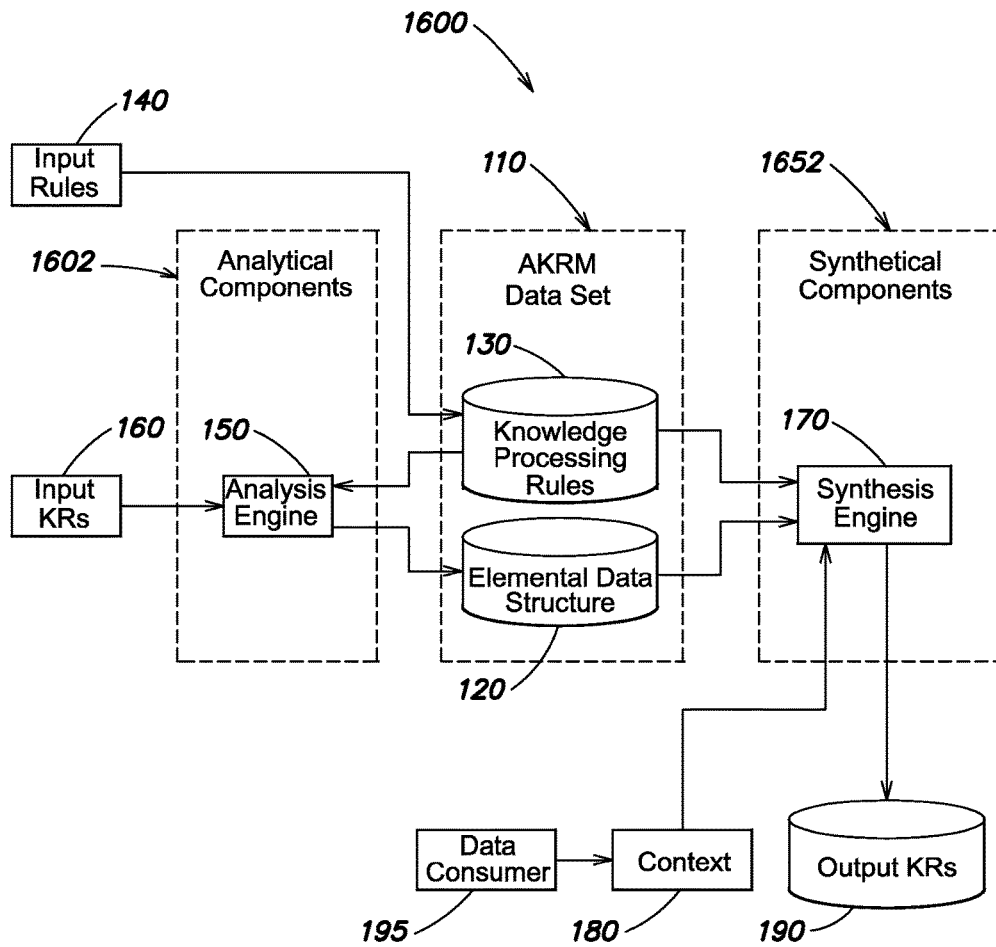 1600
140
Input
Rules
110
1652
1602
Analytical
Components
AKRM
Data Set
Synthetical
Components
130
160
150
Knowledge
Processing
Rules
170
Input
KRs
Analysis
Engine
Synthesis
Engine
Elemental Data
Structure
120
Data
Consumer
Context
Output KRs
195
180
190